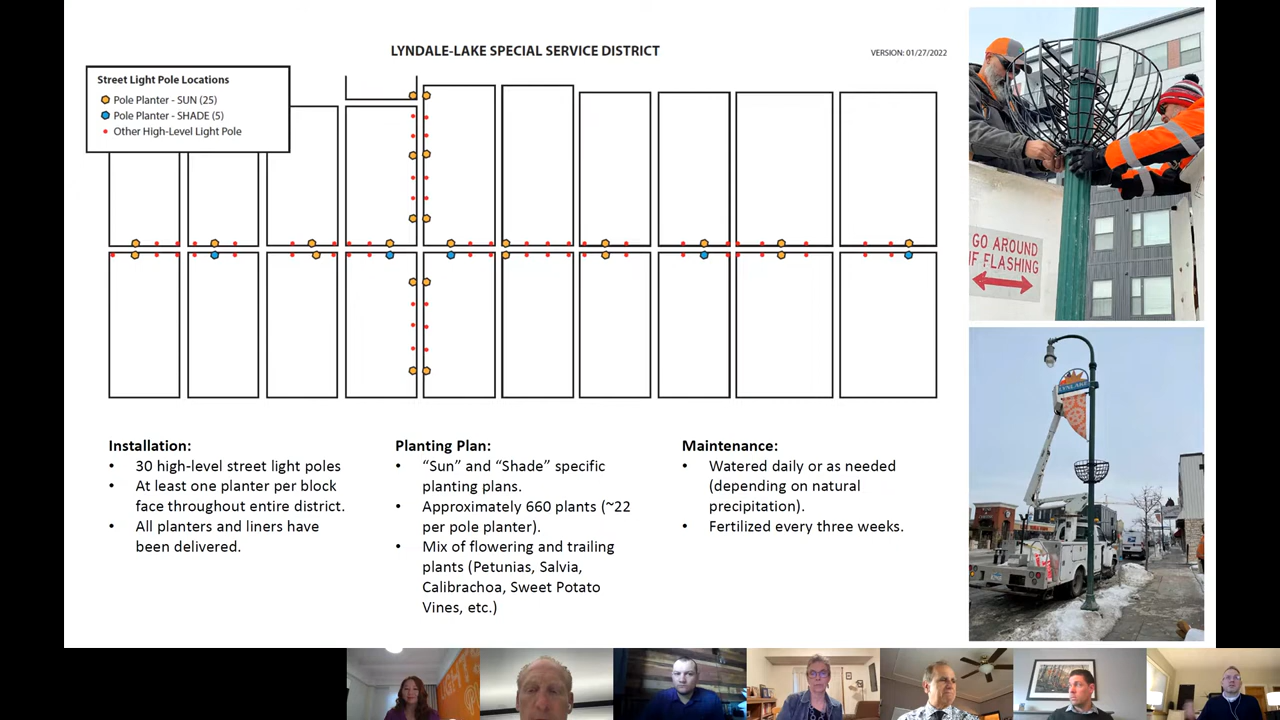 LYNDALE-LAKE SPECIAL SERVICE DISTRICT
VERSION: 01/27/2022
Street Light Pole Locations
Pole Planter - SUN (25)
Pole Planter - SHADE (5)
Other High-Level Light Pole
GO AROUND
IF FLASHING
LYNLAKE
Installation:
• 30 high-level street light poles
• At least one planter per block
face throughout entire district.
• All planters and liners have
been delivered.
Planting Plan:
• “Sun” and “Shade” specific
planting plans.
• Approximately 660 plants (~22
per pole planter).
• Mix of flowering and trailing
plants (Petunias, Salvia,
Calibrachoa, Sweet Potato
Vines, etc.)
Maintenance:
• Watered daily or as needed
(depending on natural
precipitation).
• Fertilized every three weeks.